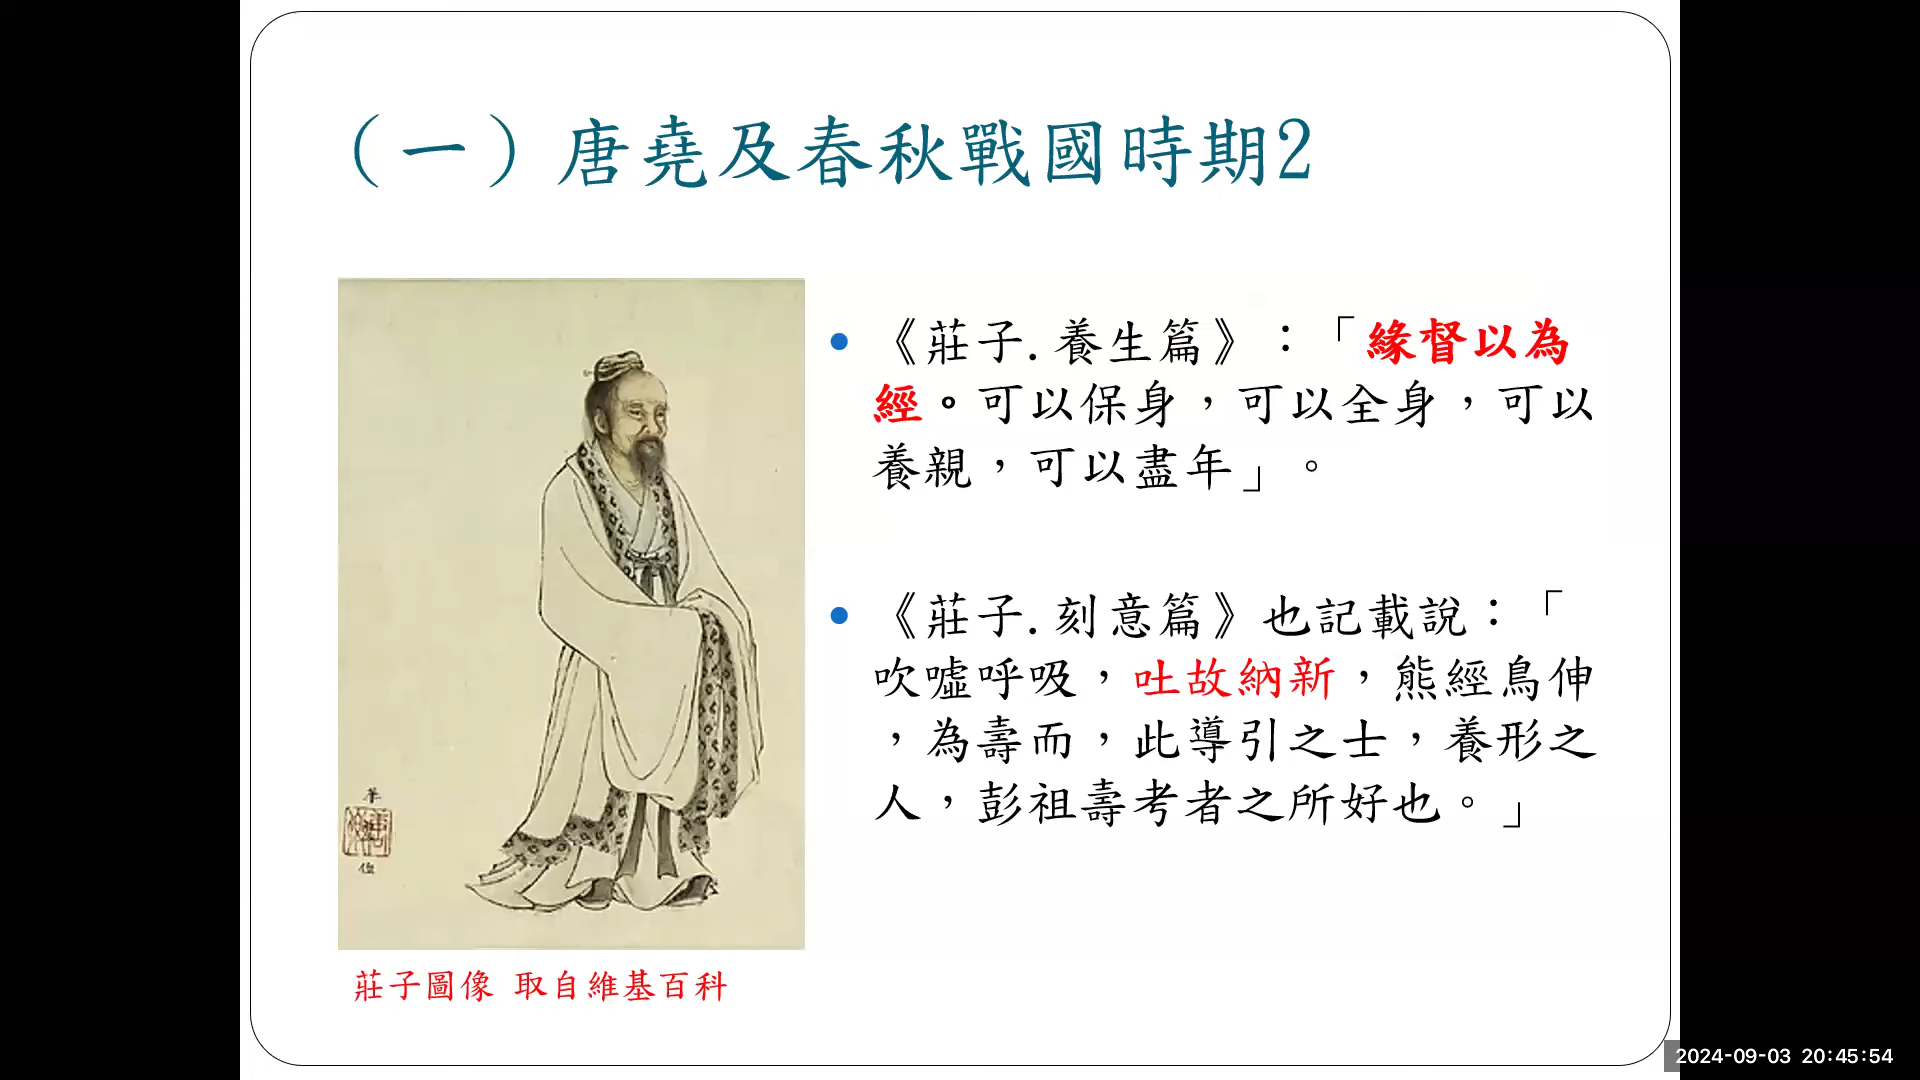 （一）唐堯及春秋戰國時期2
《莊子.養生篇》：「緣督以為
經。可以保身，可以全身，可以
養親，可以盡年」。
《莊子.刻意篇》也記載說：「
吹噓呼吸，吐故納新，熊經鳥伸
，為壽而，此導引之士，養形之
人，彭祖壽考者之所好也。」
莊子圖像 取自維基百科
2024-09-03 20:45:54